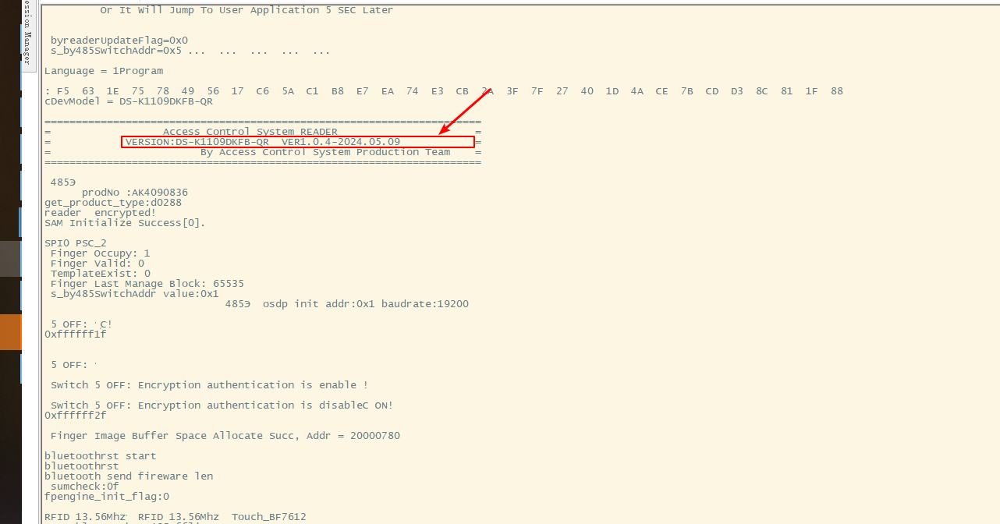 ession Manager
Or It Will Jump To User Application 5 SEC Later
byreaderUpdateFlag=0x0
s_by485SwitchAddr=0x5 ... ... ... ... ...
Language = 1Program
: F5 63 1E 75 78 49 56 17 C6 5A C1 B8 E7 EA 74 E3 CB 2A 3F 7F 27 40 1D 4A CE 7B CD D3 8C 81 1F 88
cDevModel = DS-K1109DKFB-QR
======================================================================
= Access Control System READER =
= VERSION:DS-K1109DKFB-QR VER1.0.4-2024.05.09 =
= By Access Control System Production Team =
======================================================================
485Э
prodNo :AK4090836
get_product_type:d0288
reader encrypted!
SAM Initialize Success[0].
SPI0 PSC_2
Finger Occupy: 1
Finger Valid: 0
TemplateExist: 0
Finger Last Manage Block: 65535
s_by485SwitchAddr value:0x1
485Э osdp init addr:0x1 baudrate:19200
5 OFF: C!
0xffffff1f
5 OFF:
Switch 5 OFF: Encryption authentication is enable !
Switch 5 OFF: Encryption authentication is disableC ON!
0xffffff2f
Finger Image Buffer Space Allocate Succ, Addr = 20000780
bluetoothrst start
bluetoothrst
bluetooth send fireware len
sumcheck:0f
fpengine_init_flag:0
RFID 13.56Mhz RFID 13.56Mhz Touch_BF7612